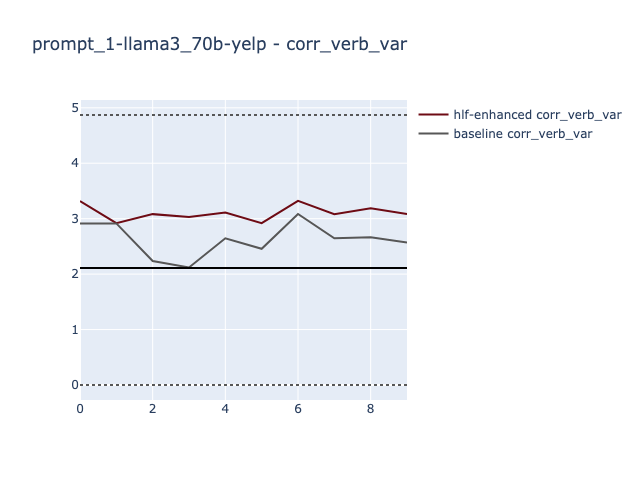 prompt_1-llama3_70b-yelp - corr_verb_var
hlf-enhanced corr_verb_var
baseline corr_verb_var
5
4
3
2
1
0
0 2 4 6 8